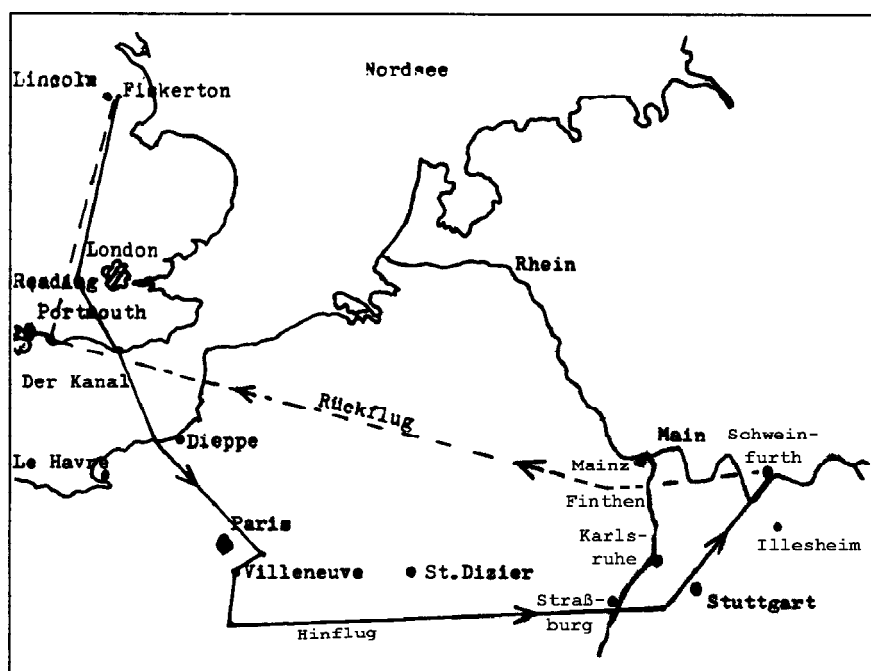 Nordsee
Lincoln
Fiskerton
London
Rhein
Reading
Portmouth
Der Kanal
Rückflug
Main
Schwein-
furth
Dieppe
Le Havre
Mainz
Finthen
Paris
Karls-
ruhe
Illesheim
Villeneuve
St.Dizier
Straß-
burg
Stuttgart
Hinflug